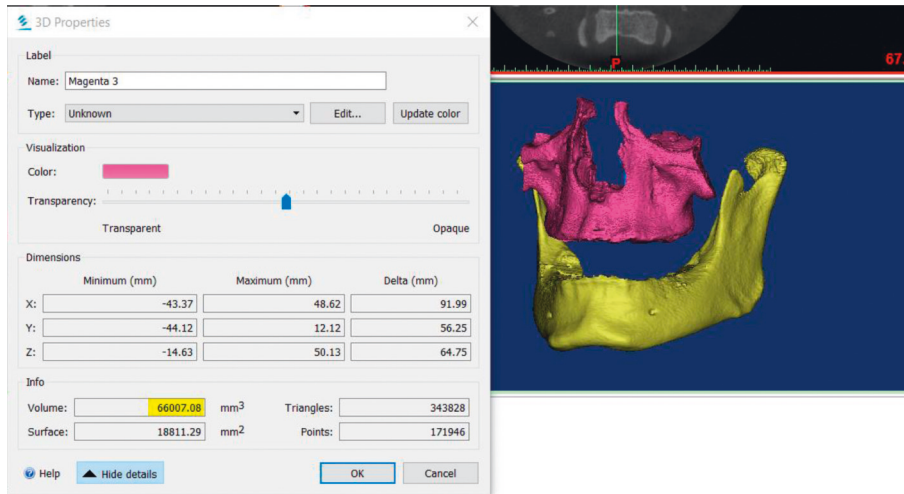 3D Properties
Label
Name: Magenta 3
Type: Unknown Edit... Update color
Visualization
Color:
Transparency:
Transparent Opaque
Dimensions
Minimum (mm) Maximum (mm) Delta (mm)
X: -43.37 48.62 91.99
Y: -44.12 12.12 56.25
Z: -14.63 50.13 64.75
Info
Volume: 66007.08 mm3 Triangles: 343828
Surface: 18811.29 mm2 Points: 171946
Help Hide details OK Cancel
P
67.